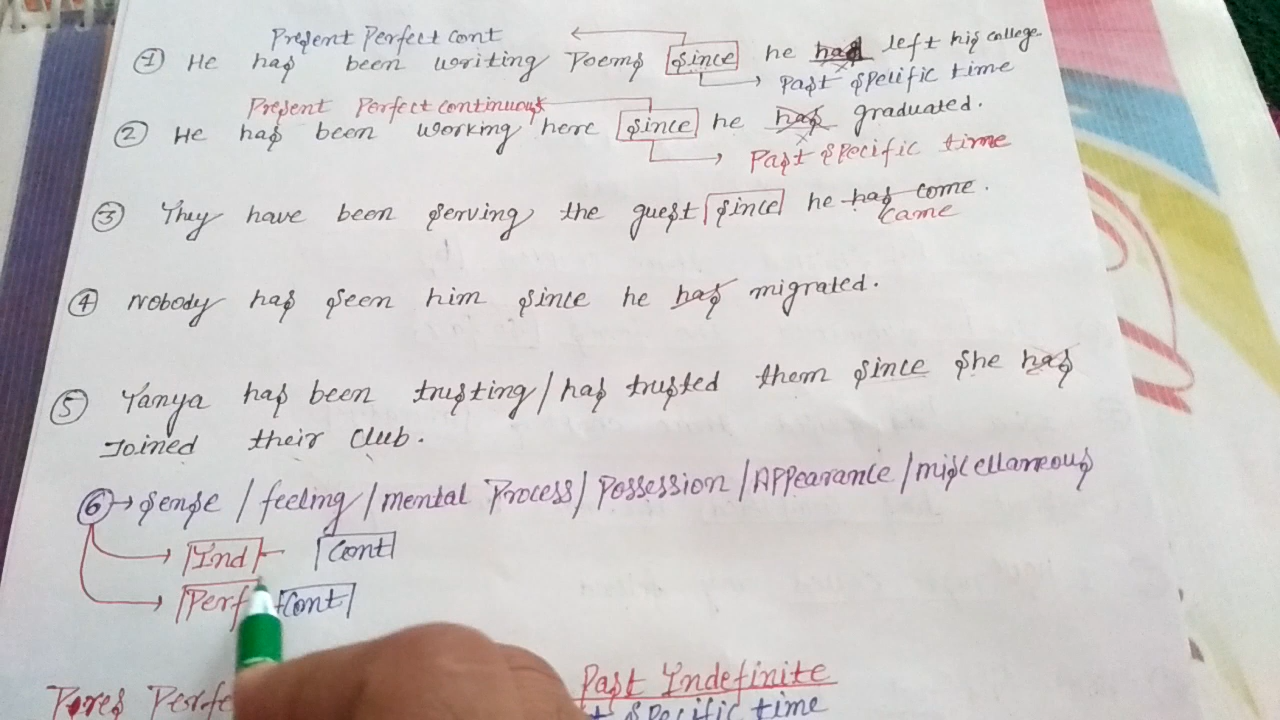 Present Perfect cont
① He has been writing Poems since he had left his college
Past specific time
Present Perfect continuous
② He has been working here since he has graduated.
Past specific time
③ They have been serving the guest since he has come.
came
④ Nobody has seen him since he has migrated.
⑤ Tanya has been trusting/has trusted them since she has
Joined their club.
⑥→ sense / feeling / mental Process / Possession / Appearance / miscellaneous
Ind - Cont
Perf Cont
Past Indefinite
specific time